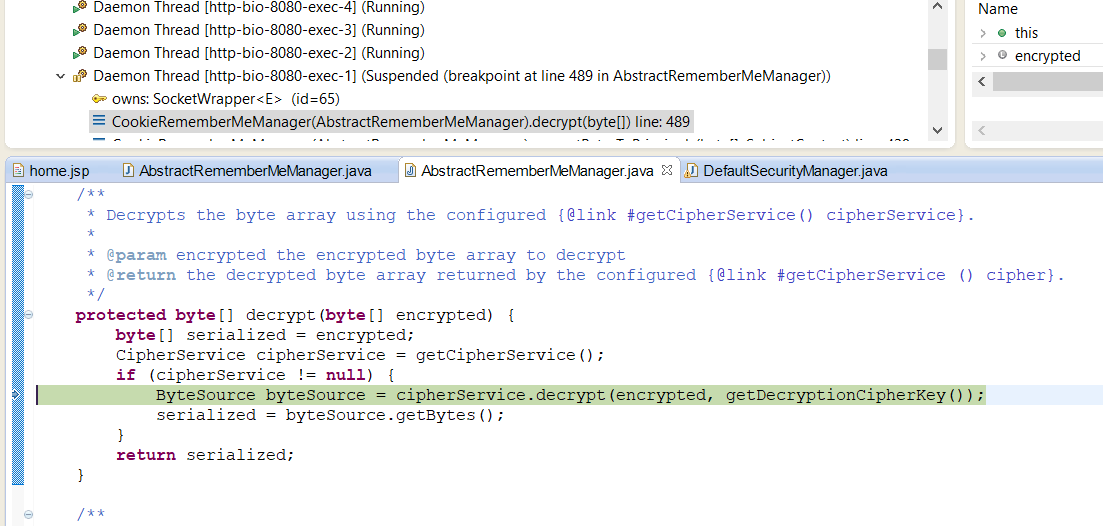 Daemon Thread [http-bio-8080-exec-4] (Running)
Daemon Thread [http-bio-8080-exec-3] (Running)
Daemon Thread [http-bio-8080-exec-2] (Running)
Daemon Thread [http-bio-8080-exec-1] (Suspended (breakpoint at line 489 in AbstractRememberMeManager))
owns: SocketWrapper<E> (id=65)
CookieRememberMeManager(AbstractRememberMeManager).decrypt(byte[]) line: 489
Name
this
encrypted
home.jsp AbstractRememberMeManager.java AbstractRememberMeManager.java DefaultSecurityManager.java
/**
* Decrypts the byte array using the configured {@link #getCipherService() cipherService}.
*
* @param encrypted the encrypted byte array to decrypt
* @return the decrypted byte array returned by the configured {@link #getCipherService () cipher}.
*/
protected byte[] decrypt(byte[] encrypted) {
byte[] serialized = encrypted;
CipherService cipherService = getCipherService();
if (cipherService != null) {
ByteSource byteSource = cipherService.decrypt(encrypted, getDecryptionCipherKey());
serialized = byteSource.getBytes();
}
return serialized;
}
/**